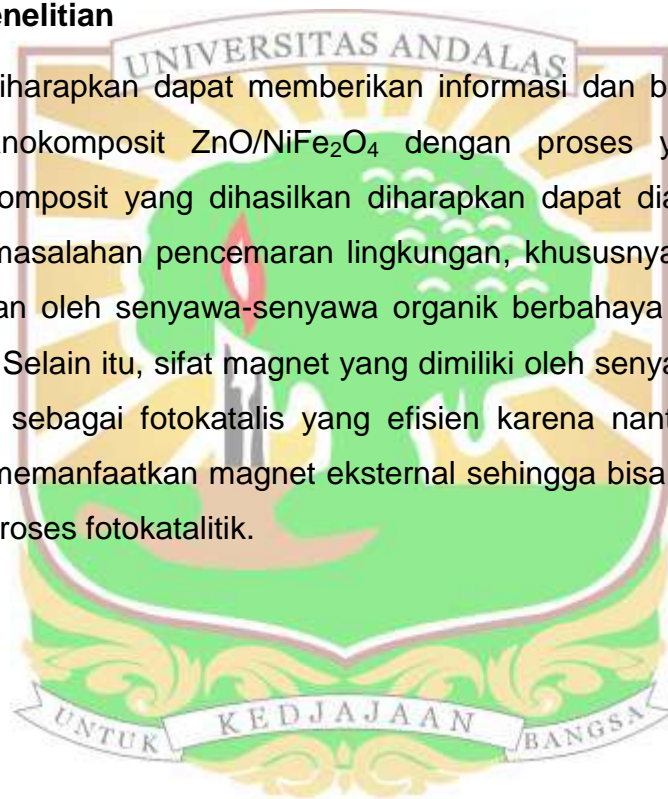 enelitian
UNIVERSITAS ANDALAS
iharapkan dapat memberikan informasi dan b
nokomposit ZnO/NiFe₂O₄ dengan proses y
komposit yang dihasilkan diharapkan dapat dia
masalahan pencemaran lingkungan, khususnya
an oleh senyawa-senyawa organik berbahaya
Selain itu, sifat magnet yang dimiliki oleh senya
sebagai fotokatalis yang efisien karena nant
memanfaatkan magnet eksternal sehingga bisa
roses fotokatalitik.
UNTUK KEDJAJAAN BANGSA